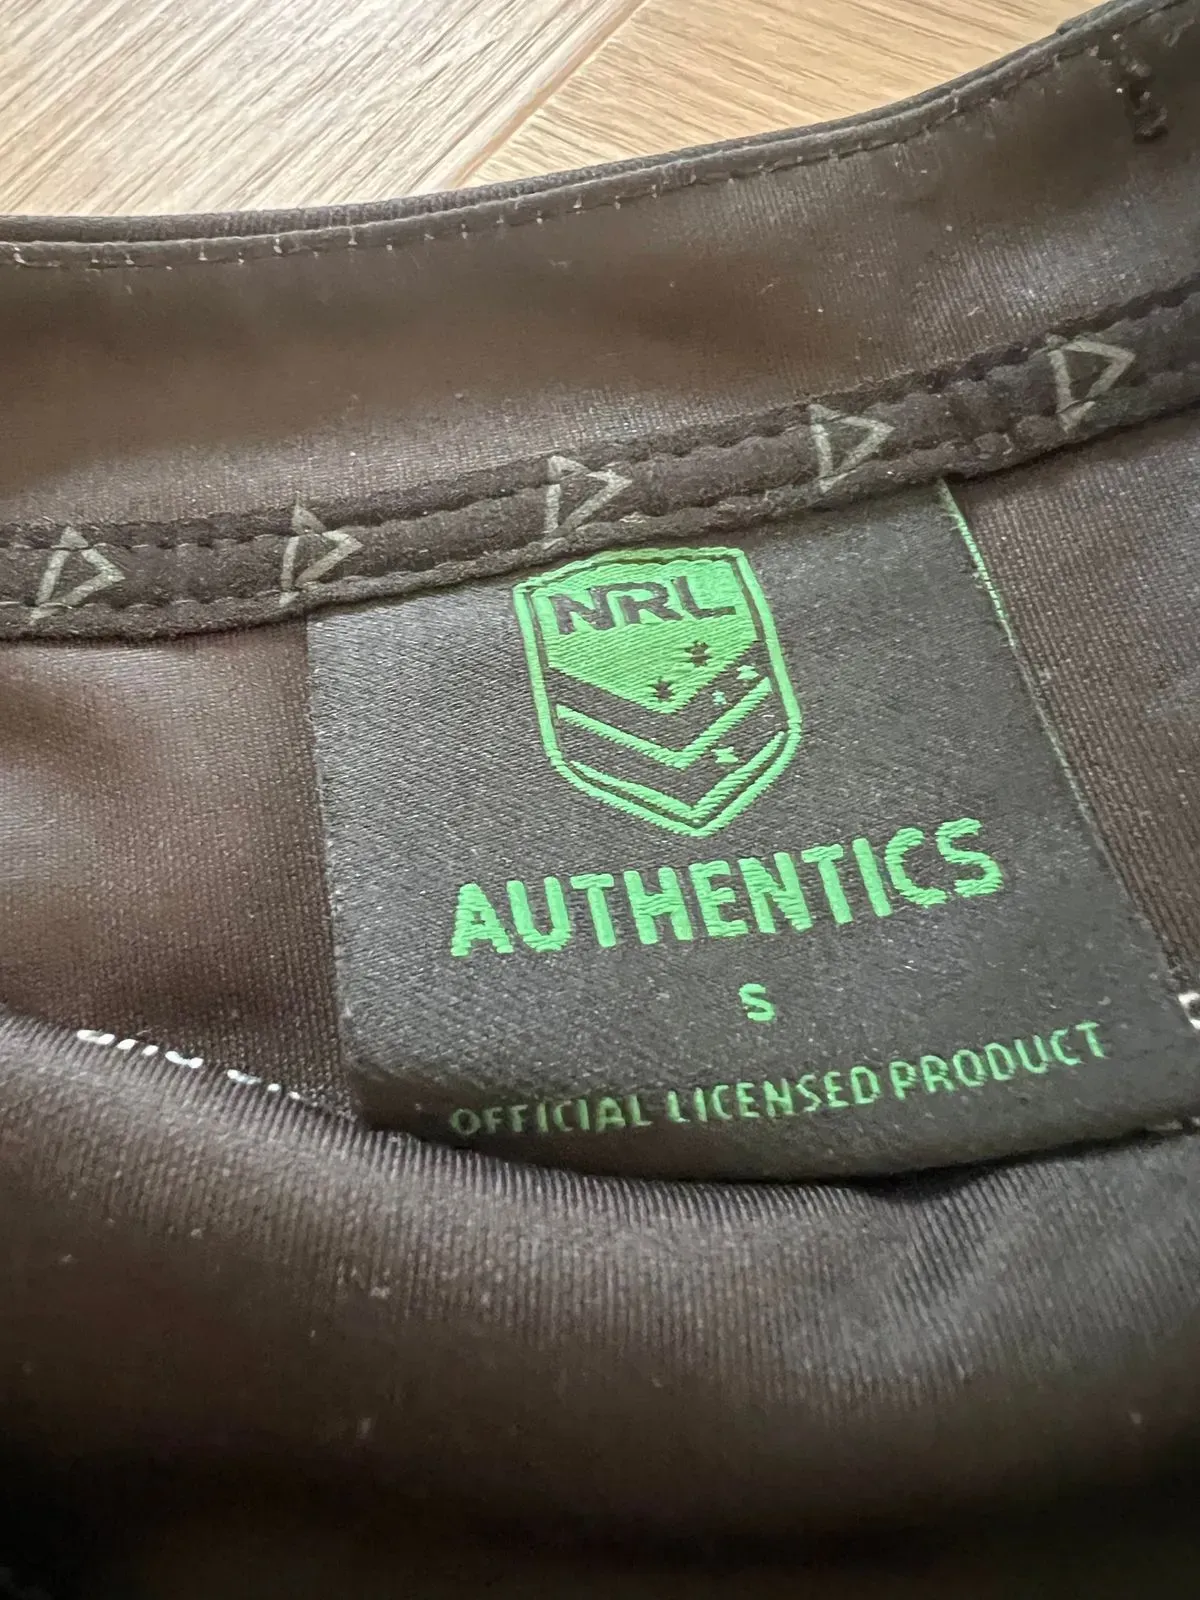 NRL
AUTHENTICS
S
OFFICIAL LICENSED PRODUCT